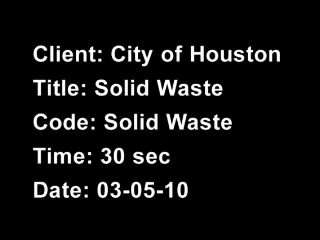 Client: City of Houston
Title: Solid Waste
Code: Solid Waste
Time: 30 sec
Date: 03-05-10